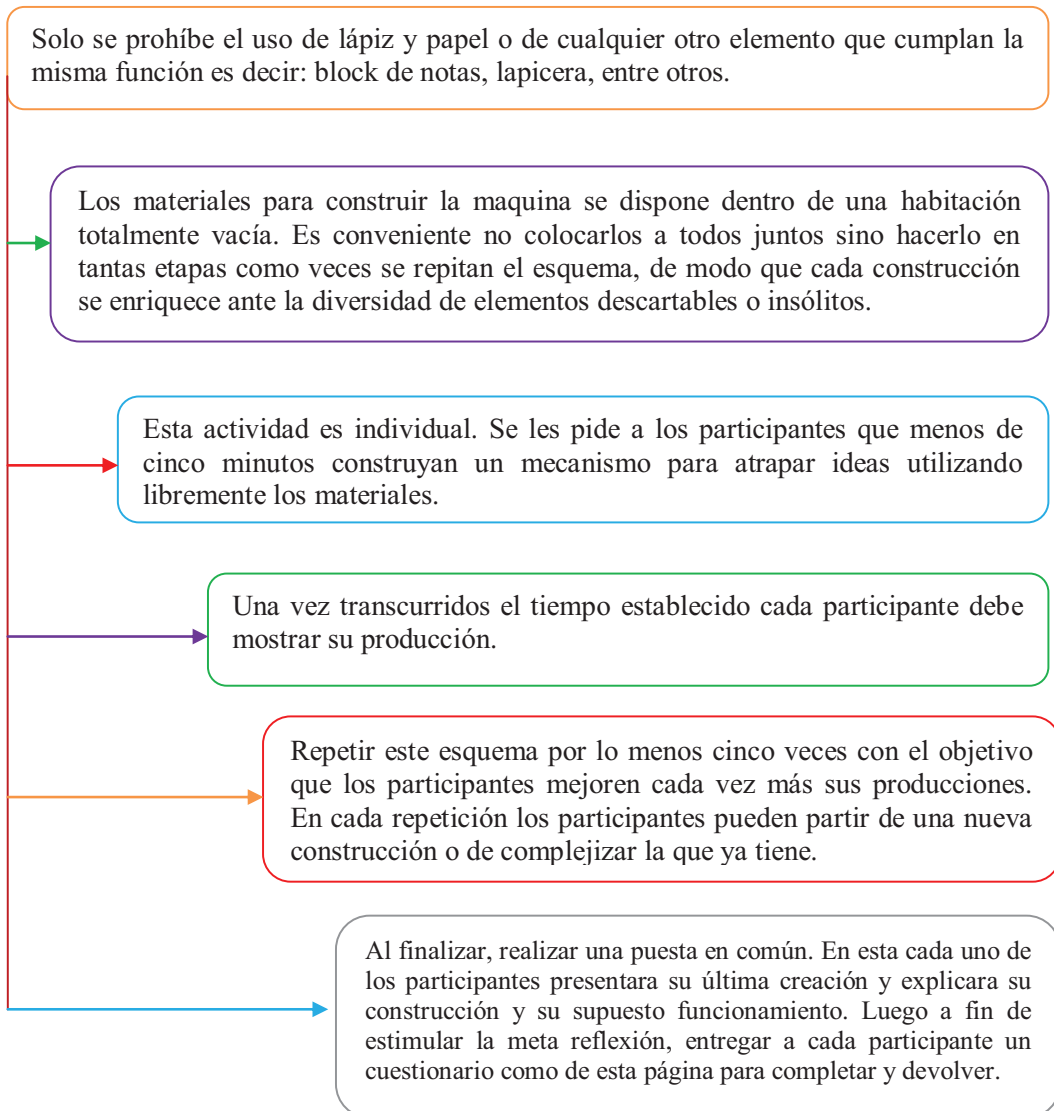 Solo se prohíbe el uso de lápiz y papel o de cualquier otro elemento que cumplan la
misma función es decir: block de notas, lapicera, entre otros.
Los materiales para construir la maquina se dispone dentro de una habitación
totalmente vacía. Es conveniente no colocarlos a todos juntos sino hacerlo en
tantas etapas como veces se repitan el esquema, de modo que cada construcción
se enriquece ante la diversidad de elementos descartables o insólitos.
Esta actividad es individual. Se les pide a los participantes que menos de
cinco minutos construyan un mecanismo para atrapar ideas utilizando
libremente los materiales.
Una vez transcurridos el tiempo establecido cada participante debe
mostrar su producción.
Repetir este esquema por lo menos cinco veces con el objetivo
que los participantes mejoren cada vez más sus producciones.
En cada repetición los participantes pueden partir de una nueva
construcción o de complejizar la que ya tiene.
Al finalizar, realizar una puesta en común. En esta cada uno de
los participantes presentara su última creación y explicara su
construcción y su supuesto funcionamiento. Luego a fin de
estimular la meta reflexión, entregar a cada participante un
cuestionario como de esta página para completar y devolver.